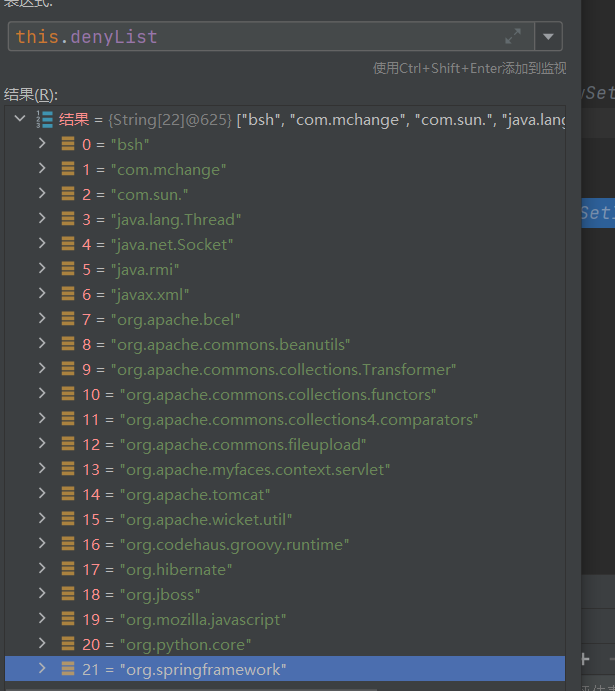 表达式:
this.denyList
使用Ctrl+Shift+Enter添加到监视
结果(R):
结果 = {String[22]@625} ["bsh", "com.mchange", "com.sun.", "java.lang
0 = "bsh"
1 = "com.mchange"
2 = "com.sun."
3 = "java.lang.Thread"
4 = "java.net.Socket"
5 = "java.rmi"
6 = "javax.xml"
7 = "org.apache.bcel"
8 = "org.apache.commons.beanutils"
9 = "org.apache.commons.collections.Transformer"
10 = "org.apache.commons.collections.functors"
11 = "org.apache.commons.collections4.comparators"
12 = "org.apache.commons.fileupload"
13 = "org.apache.myfaces.context.servlet"
14 = "org.apache.tomcat"
15 = "org.apache.wicket.util"
16 = "org.codehaus.groovy.runtime"
17 = "org.hibernate"
18 = "org.jboss"
19 = "org.mozilla.javascript"
20 = "org.python.core"
21 = "org.springframework"